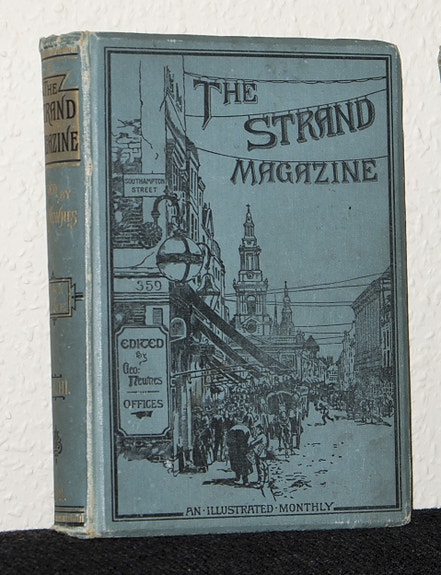 THE
STRAND
MAGAZINE
SOUTHAMPTON
STREET
359
EDITED
By
Geo:
Newnes
OFFICES
AN·ILLUSTRATED·MONTHLY
THE
STRAND
MAGAZINE